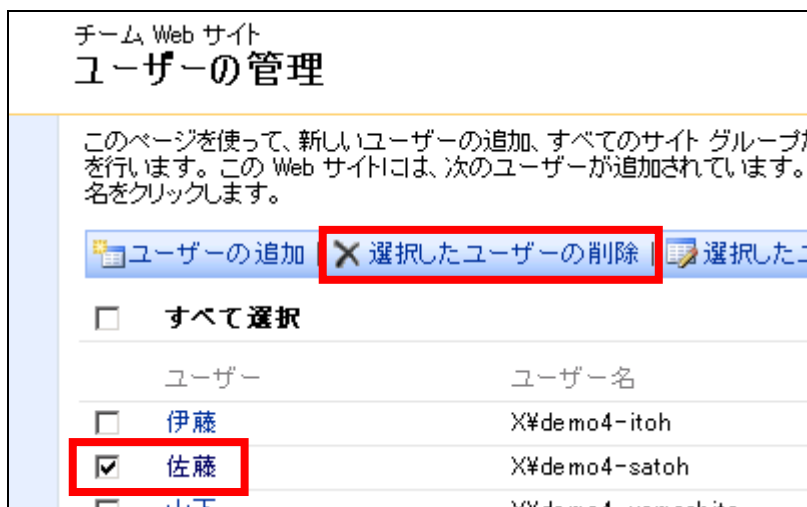 チーム Web サイト
ユーザーの管理
このページを使って、新しいユーザーの追加、すべてのサイト グループ
を行います。この Web サイトには、次のユーザーが追加されています。
名をクリックします。
ユーザーの追加 | 選択したユーザーの削除 | 選択した
すべて選択
ユーザー ユーザー名
伊藤 X¥demo4-itoh
佐藤 X¥demo4-satoh